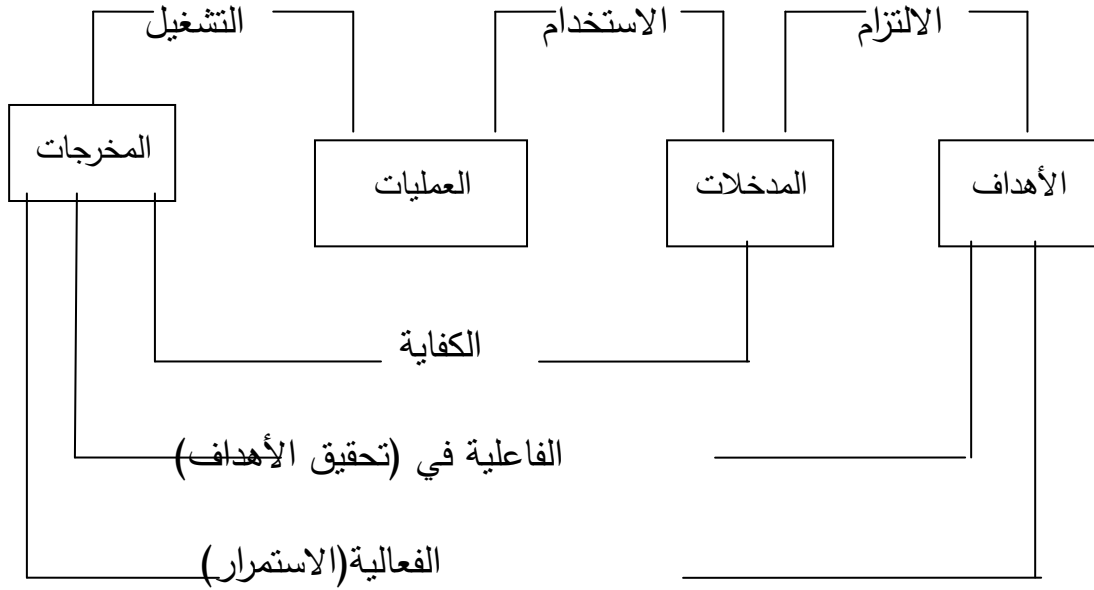 الالتزام الاستخدام التشغيل
الأهداف المدخلات العمليات المخرجات
الكفاية
الفاعلية في (تحقيق الأهداف)
الفعالية(الاستمرار)